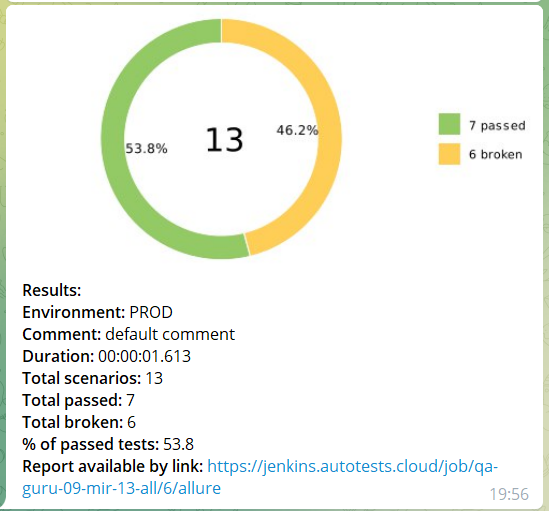 53.8%
13
46.2%
7 passed
6 broken
Results:
Environment: PROD
Comment: default comment
Duration: 00:00:01.613
Total scenarios: 13
Total passed: 7
Total broken: 6
% of passed tests: 53.8
Report available by link: https://jenkins.autotests.cloud/job/qa-
guru-09-mir-13-all/6/allure
19:56